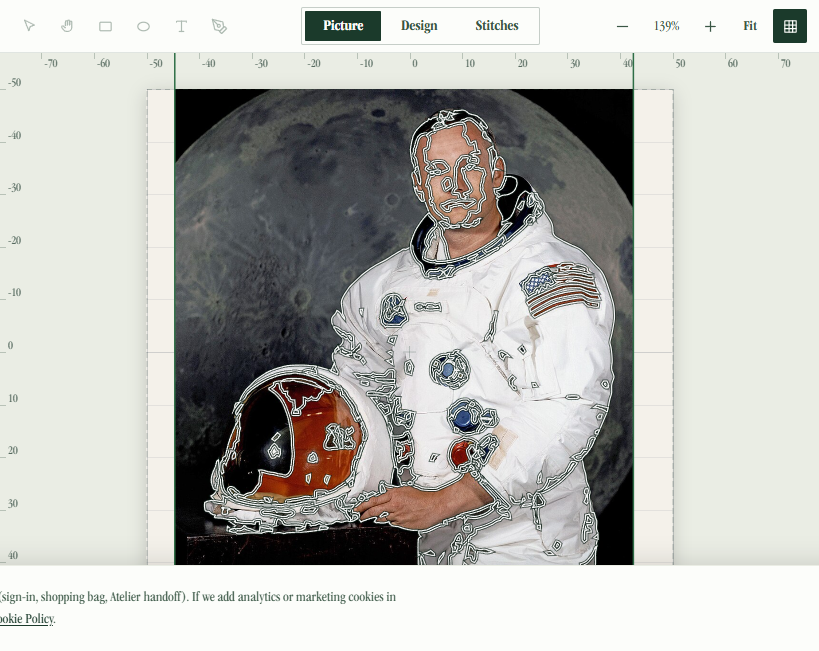 Picture Design Stitches
139% Fit
-70 -60 -50 -40 -30 -20 -10 0 10 20 30 40 50 60 70
-50
-40
-30
-20
-10
0
10
20
30
40
(sign-in, shopping bag, Atelier handoff). If we add analytics or marketing cookies in
ookie Policy.